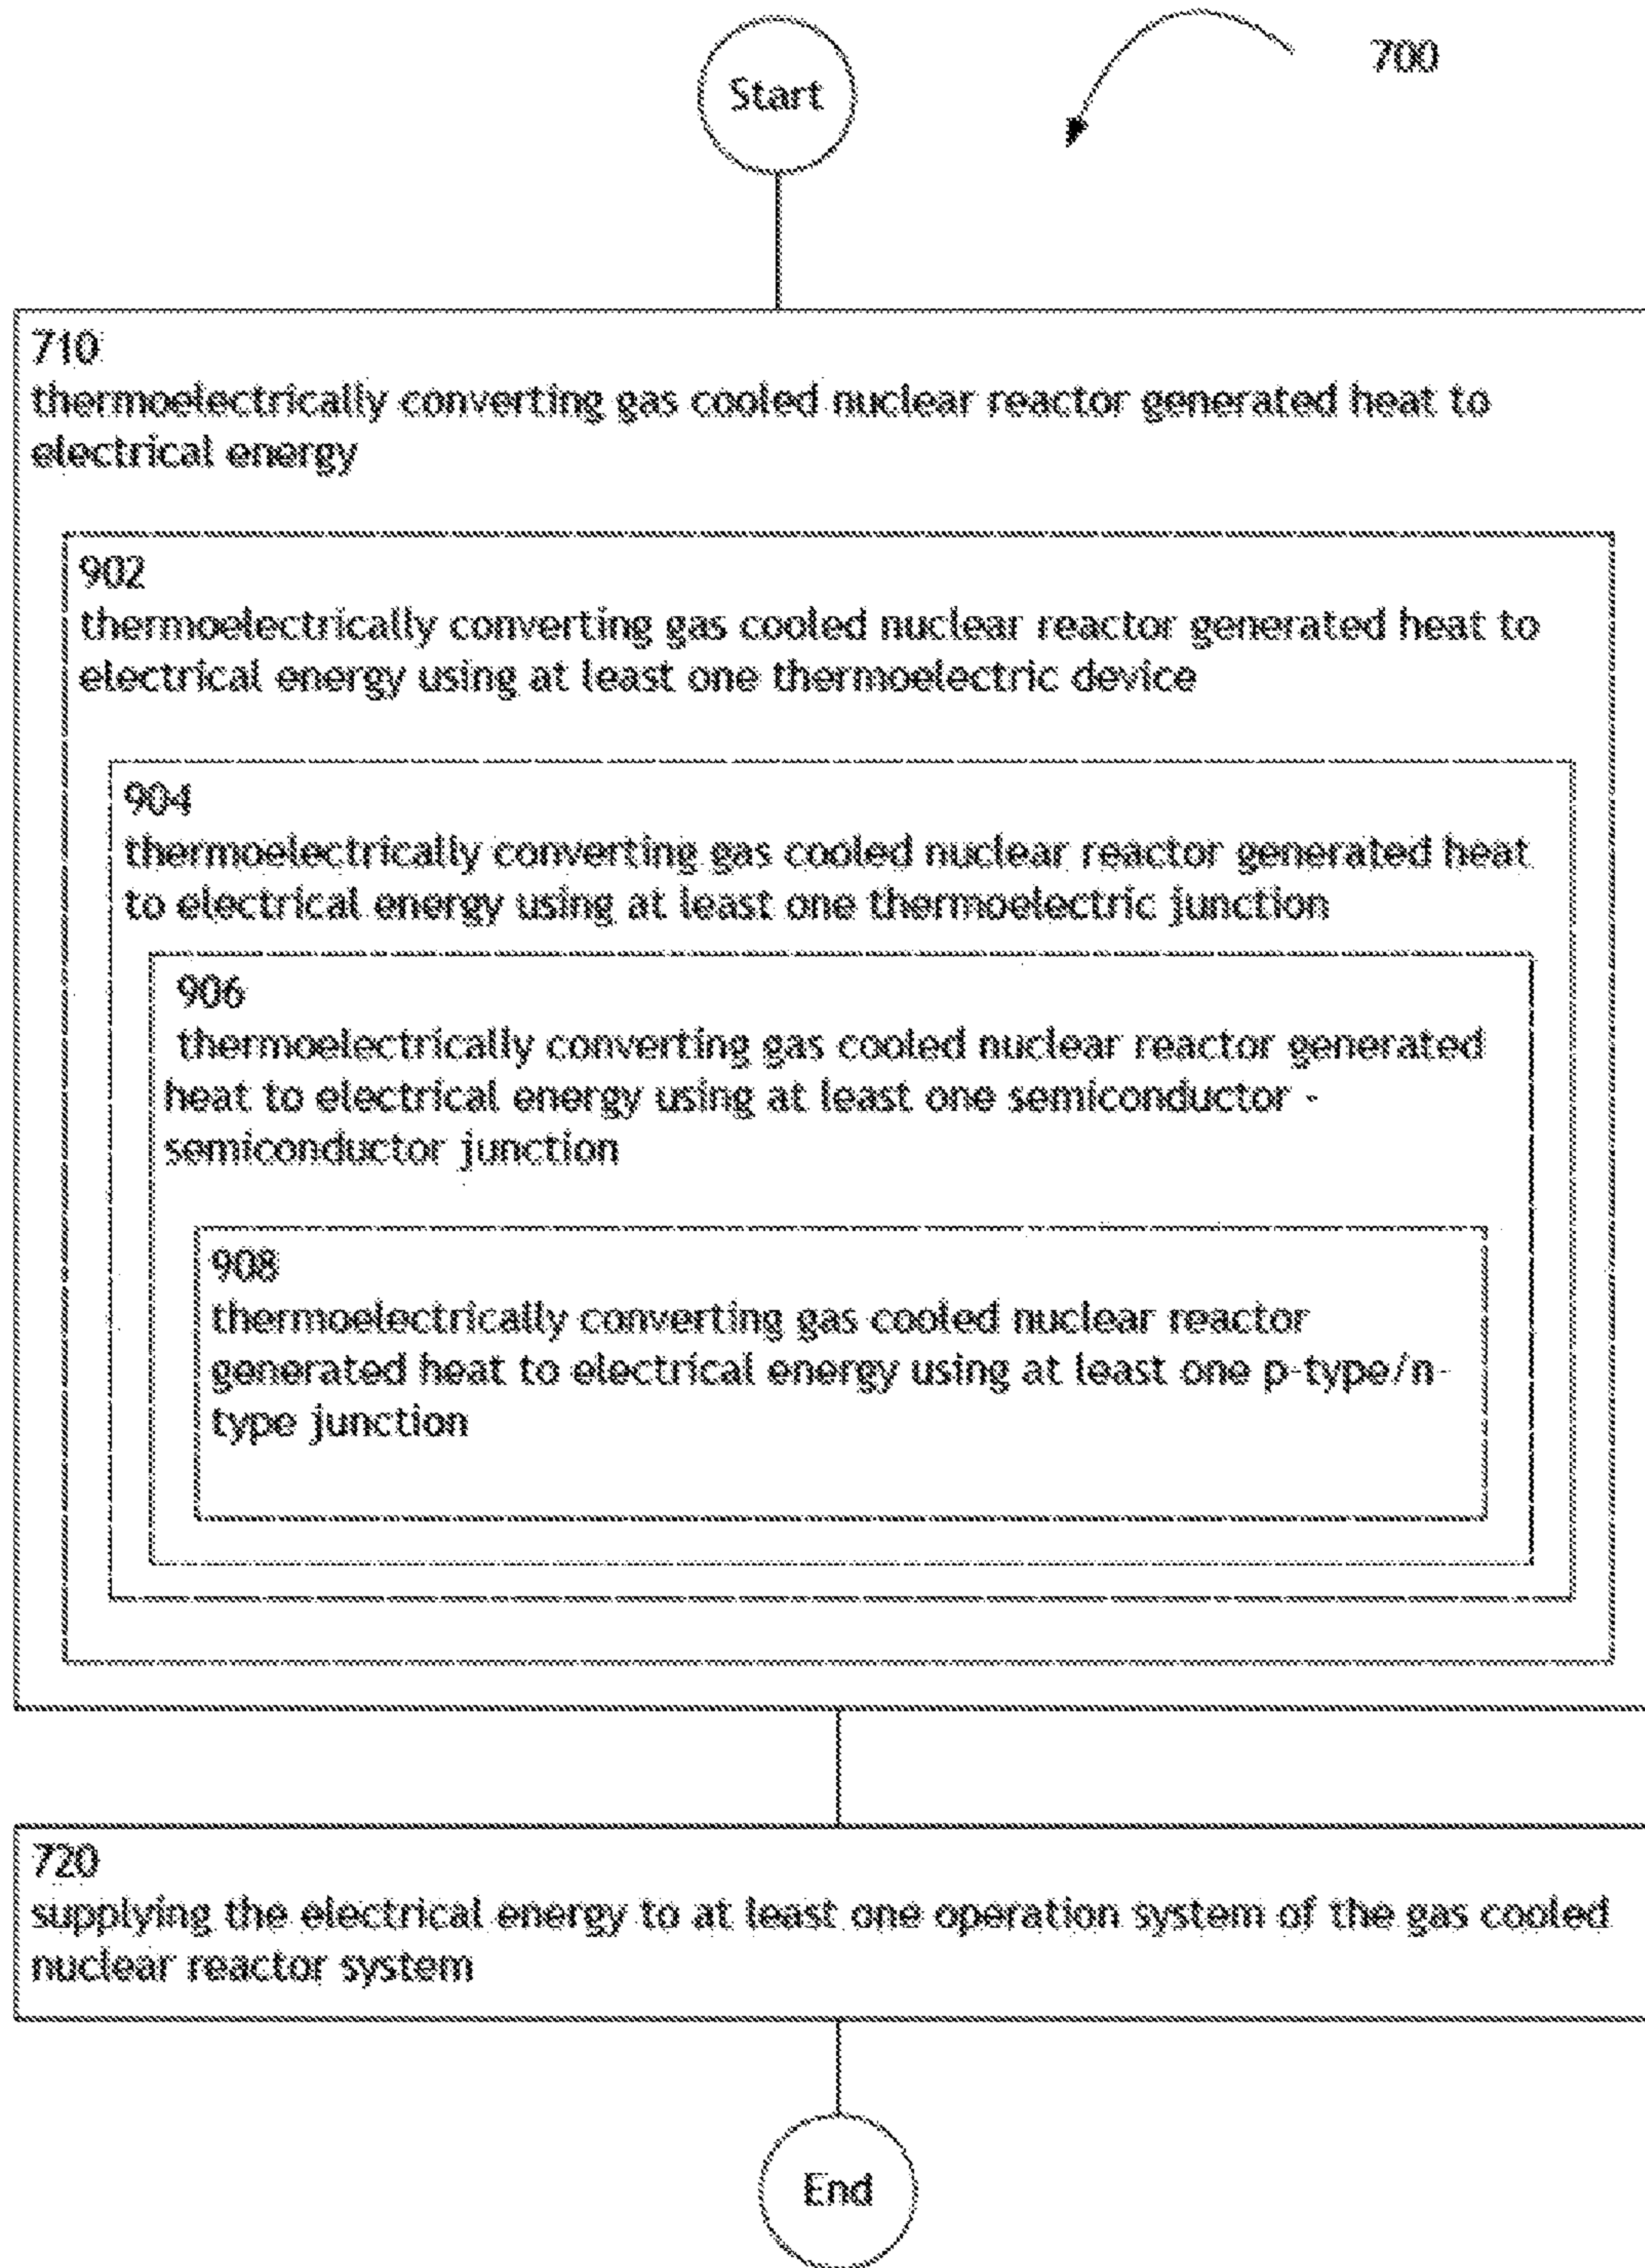 Start
700
710
thermoelectrically converting gas cooled nuclear reactor generated heat to
electrical energy
902
thermoelectrically converting gas cooled nuclear reactor generated heat to
electrical energy using at least one thermoelectric device
904
thermoelectrically converting gas cooled nuclear reactor generated heat
to electrical energy using at least one thermoelectric junction
906
thermoelectrically converting gas cooled nuclear reactor generated
heat to electrical energy using at least one semiconductor -
semiconductor junction
908
thermoelectrically converting gas cooled nuclear reactor
generated heat to electrical energy using at least one p-type/n-
type junction
720
supplying the electrical energy to at least one operation system of the gas cooled
nuclear reactor system
End